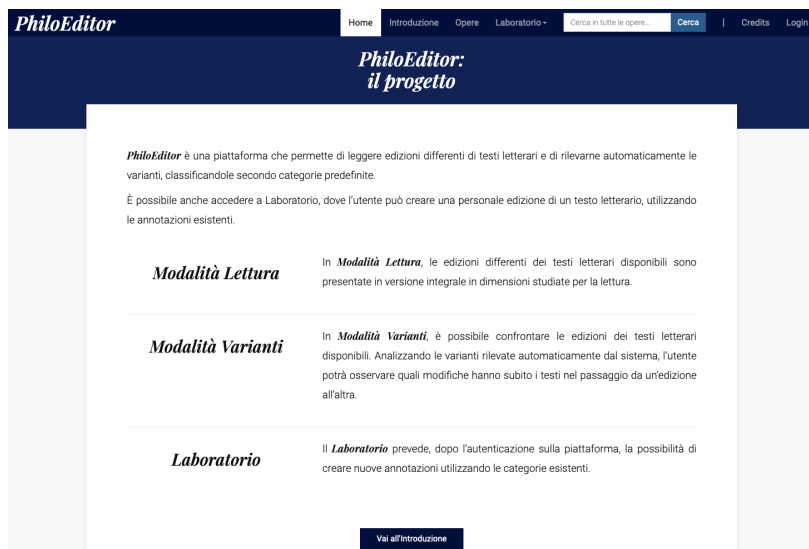 PhiloEditor
Home Introduzione Opere Laboratorio Cerca in tutte le opere... Cerca | Credits Login
PhiloEditor:
il progetto
PhiloEditor è una piattaforma che permette di leggere edizioni differenti di testi letterari e di rilevarne automaticamente le
varianti, classificandole secondo categorie predefinite.
È possibile anche accedere a Laboratorio, dove l'utente può creare una personale edizione di un testo letterario, utilizzando
le annotazioni esistenti.
Modalità Lettura
In Modalità Lettura, le edizioni differenti dei testi letterari disponibili sono
presentate in versione integrale in dimensioni studiate per la lettura.
Modalità Varianti
In Modalità Varianti, è possibile confrontare le edizioni dei testi letterari
disponibili. Analizzando le varianti rilevate automaticamente dal sistema, l'utente
potrà osservare quali modifiche hanno subito i testi nel passaggio da un'edizione
all'altra.
Laboratorio
Il Laboratorio prevede, dopo l'autenticazione sulla piattaforma, la possibilità di
creare nuove annotazioni utilizzando le categorie esistenti.
Vai all'Introduzione